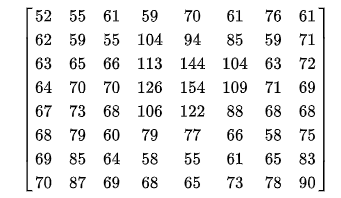 52 55 61 59 70 61 76 61
62 59 55 104 94 85 59 71
63 65 66 113 144 104 63 72
64 70 70 126 154 109 71 69
67 73 68 106 122 88 68 68
68 79 60 79 77 66 58 75
69 85 64 58 55 61 65 83
70 87 69 68 65 73 78 90